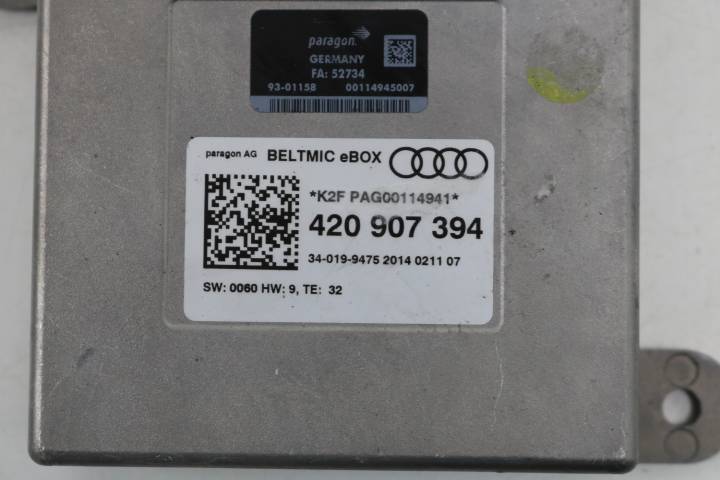 paragon
GERMANY
FA: 52734
93-01158 00114945007
paragon AG BELTMIC eBOX
*K2F PAG00114941*
420 907 394
34-019-9475 2014 0211 07
SW: 0060 HW: 9, TE: 32